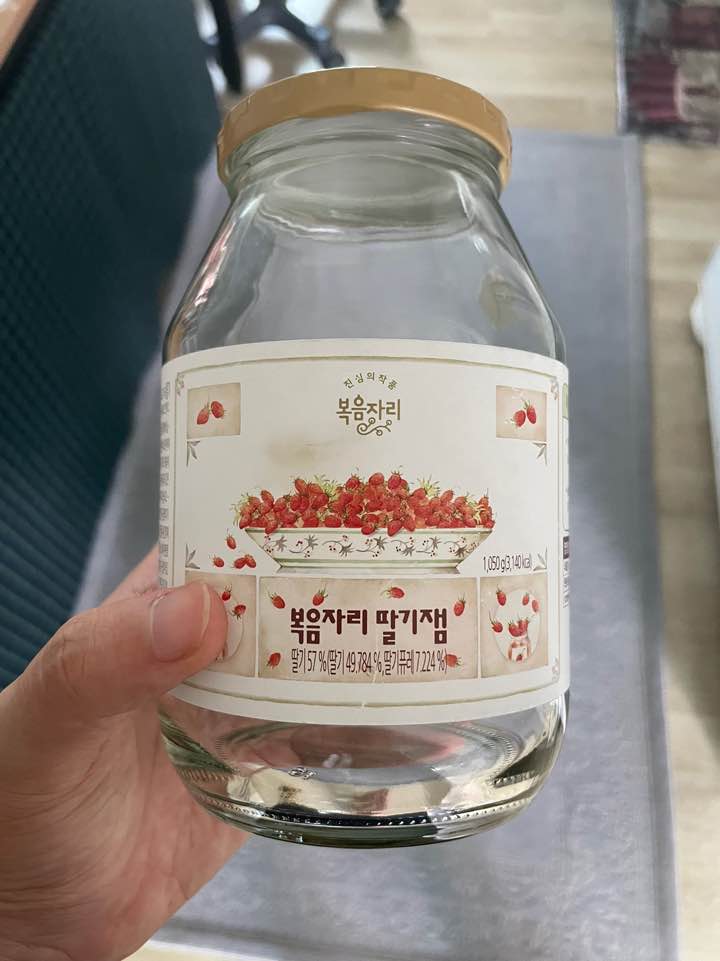 진심의작품
복음자리
1,050 g(3,140 kcal)
복음자리 딸기잼
딸기 57 %(딸기 49.784 %,딸기퓨레 7.224 %)